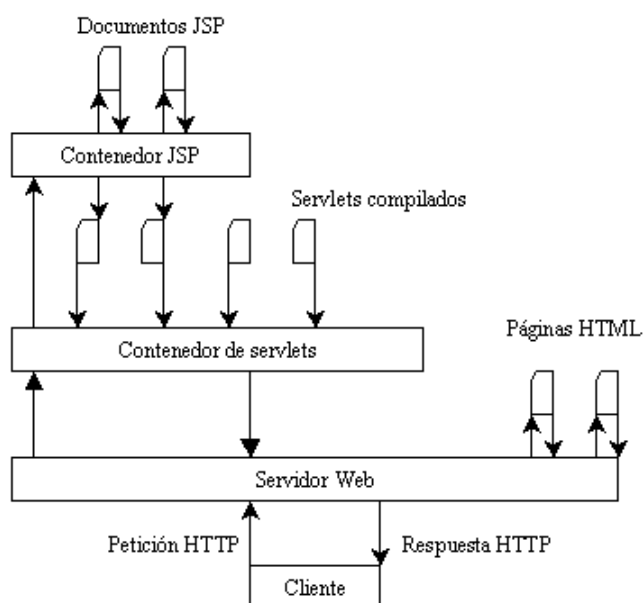 Documentos JSP
Contenedor JSP
Servlets compilados
Contenedor de servlets
Páginas HTML
Servidor Web
Petición HTTP
Respuesta HTTP
Cliente